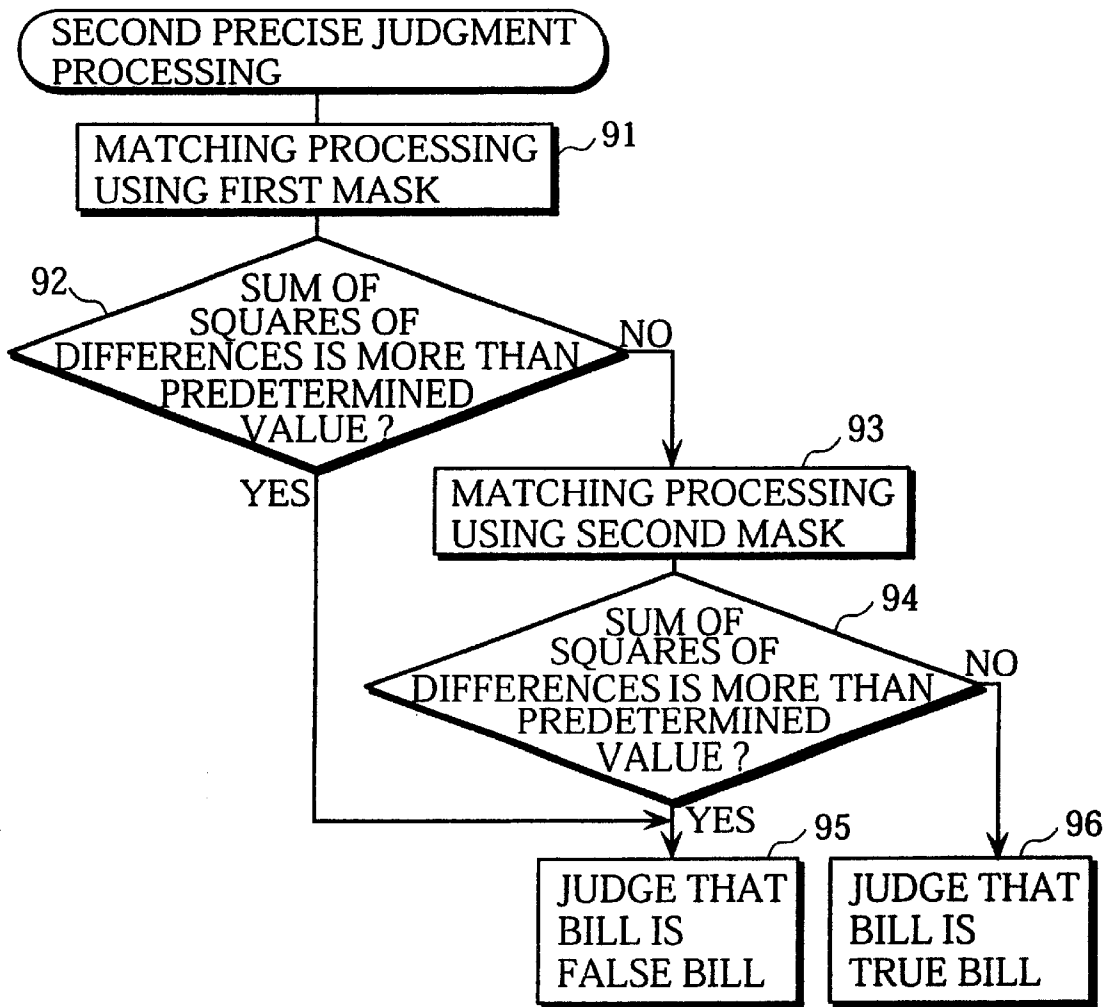 SECOND PRECISE JUDGMENT
PROCESSING
91
MATCHING PROCESSING
USING FIRST MASK
92
SUM OF
SQUARES OF
DIFFERENCES IS MORE THAN
PREDETERMINED
VALUE ?
NO
YES
93
MATCHING PROCESSING
USING SECOND MASK
94
SUM OF
SQUARES OF
DIFFERENCES IS MORE THAN
PREDETERMINED
VALUE ?
NO
YES
95
JUDGE THAT
BILL IS
FALSE BILL
96
JUDGE THAT
BILL IS
TRUE BILL